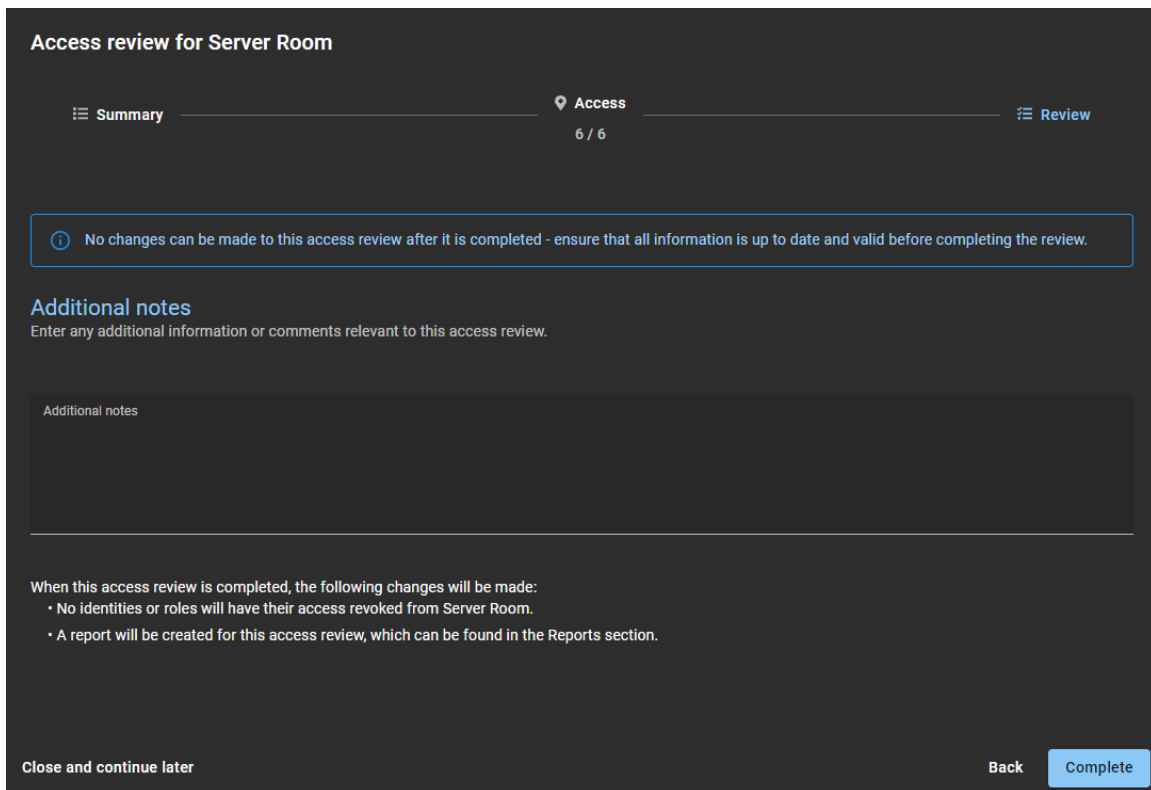 Access review for Server Room
Summary
Access
6 / 6
Review
No changes can be made to this access review after it is completed - ensure that all information is up to date and valid before completing the review.
Additional notes
Enter any additional information or comments relevant to this access review.
Additional notes
When this access review is completed, the following changes will be made:
• No identities or roles will have their access revoked from Server Room.
• A report will be created for this access review, which can be found in the Reports section.
Close and continue later
Back
Complete